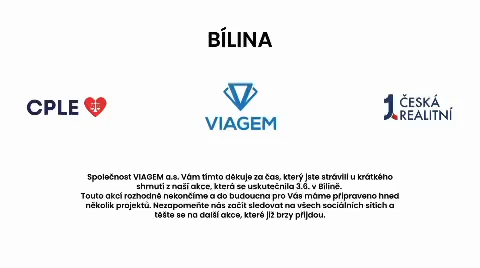 BÍLINA
CPLE
VIAGEM
ČESKÁ
REALITNÍ
Společnost VIAGEM a.s. Vám tímto děkuje za čas, který jste strávili u krátkého
shrnutí z naší akce, která se uskutečnila 3.6. v Bílině.
Touto akcí rozhodně nekončíme a do budoucna pro Vás máme připraveno hned
několik projektů. Nezapomeňte nás začít sledovat na všech sociálních sítích a
těšte se na další akce, které již brzy přijdou.